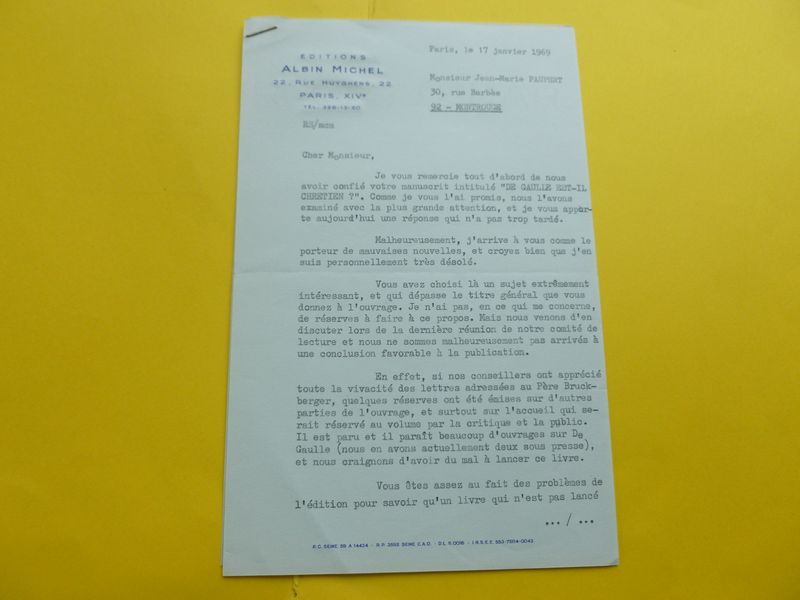 EDITIONS
ALBIN MICHEL
22, RUE HUYGHENS, 22
PARIS, XIVe
Paris, le 17 janvier 1969
Monsieur Jean-Marie PAUPERT
30, rue Barbès
92 - MONTROUGE
RS/mcm
Cher Monsieur,
Je vous remercie tout d'abord de nous
avoir confié votre manuscrit intitulé "DE GAULLE EST-IL
CHRETIEN ?". Comme je vous l'ai promis, nous l'avons
examiné avec la plus grande attention, et je vous appor-
te aujourd'hui une réponse qui n'a pas trop tardé.
Malheureusement, j'arrive à vous comme le
porteur de mauvaises nouvelles, et croyez bien que j'en
suis personnellement très désolé.
Vous avez choisi là un sujet extrêmement
intéressant, et qui dépasse le titre général que vous
donnez à l'ouvrage. Je n'ai pas, en ce qui me concerne,
de réserves à faire à ce propos. Mais nous venons d'en
discuter lors de la dernière réunion de notre comité de
lecture et nous ne sommes malheureusement pas arrivés à
une conclusion favorable à la publication.
En effet, si nos conseillers ont apprécié
toute la vivacité des lettres adressées au Père Bruck-
berger, quelques réserves ont été émises sur d'autres
parties de l'ouvrage, et surtout sur l'accueil qui se-
rait réservé au volume par la critique et la public.
Il est paru et il paraît beaucoup d'ouvrages sur De
Gaulle (nous en avons actuellement deux sous presse),
et nous craignons d'avoir du mal à lancer ce livre.
Vous êtes assez au fait des problèmes de
l'édition pour savoir qu'un livre qui n'est pas lancé
... / ...
R.C. SEINE 59 A 14424 - R.P. 3593 SEINE C.A.O. - D.L 6.0016 - I.N.S.E.E. 553-7514-0043